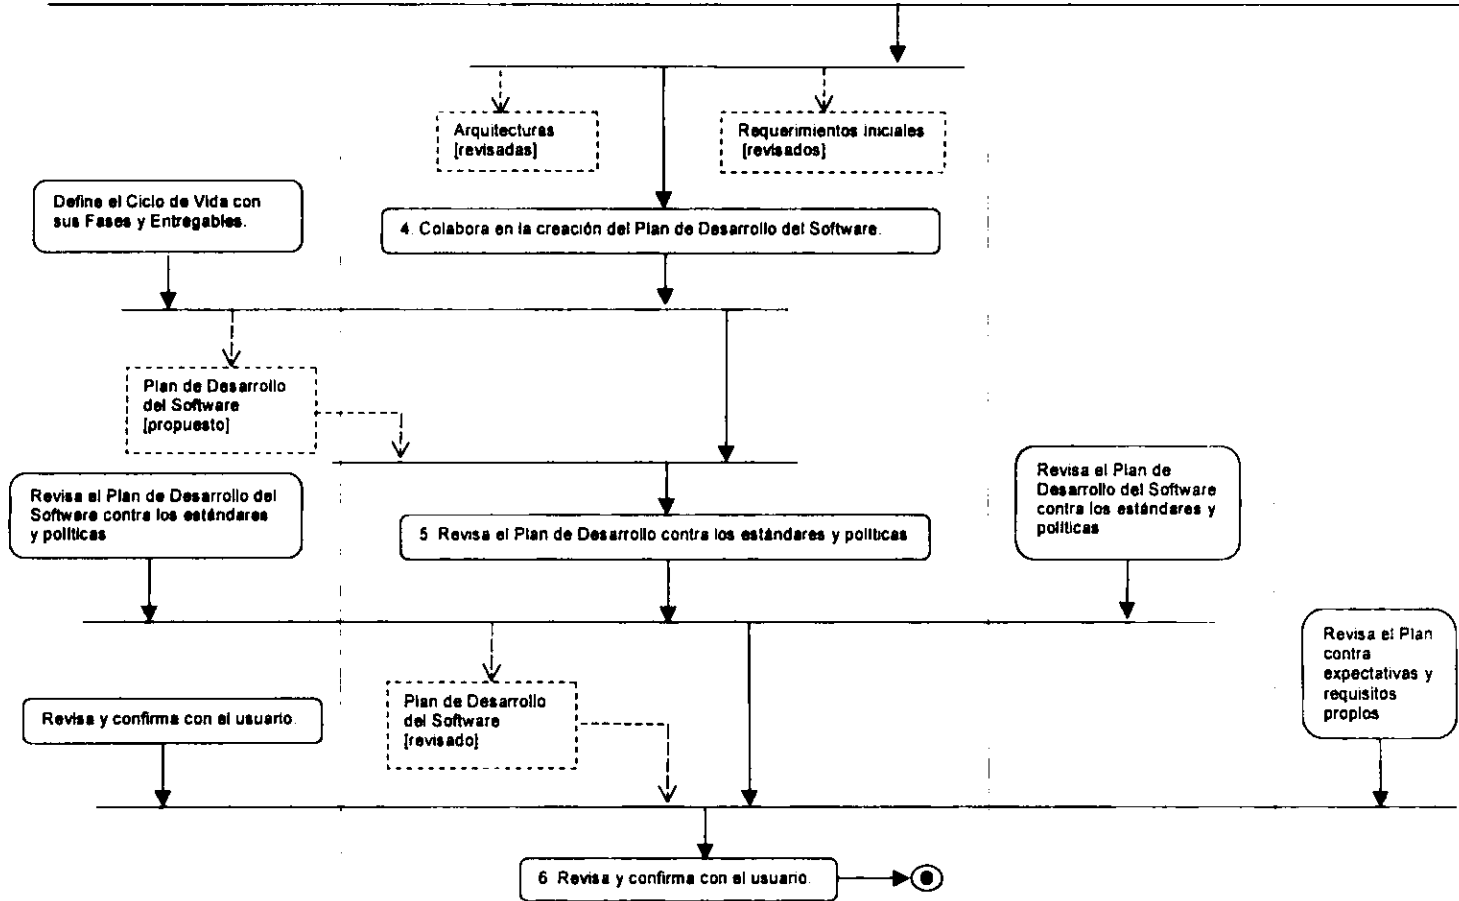 Arquitecturas
[revisadas]
Requerimientos iniciales
[revisados]
Define el Ciclo de Vida con
sus Fases y Entregables.
4. Colabora en la creación del Plan de Desarrollo del Software.
Plan de Desarrollo
del Software
[propuesto]
Revisa el Plan de Desarrollo del
Software contra los estándares
y políticas
5 Revisa el Plan de Desarrollo contra los estándares y políticas
Revisa el Plan de
Desarrollo del Software
contra los estándares y
políticas
Revisa el Plan
contra
expectativas y
requisitos
propios
Revisa y confirma con el usuario.
Plan de Desarrollo
del Software
[revisado]
6 Revisa y confirma con el usuario.